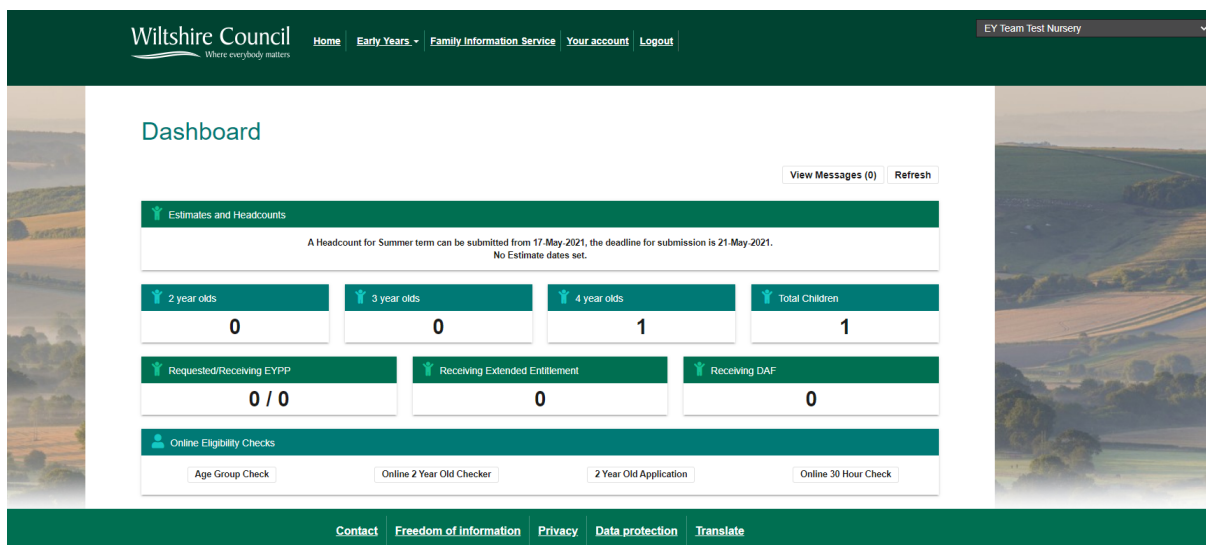 Wiltshire Council
Where everybody matters
Home Early Years Family Information Service Your account Logout
EY Team Test Nursery
Dashboard
View Messages (0) Refresh
Estimates and Headcounts
A Headcount for Summer term can be submitted from 17-May-2021, the deadline for submission is 21-May-2021.
No Estimate dates set.
2 year olds 3 year olds 4 year olds Total Children
0 0 1 1
Requested/Receiving EYPP Receiving Extended Entitlement Receiving DAF
0 / 0 0 0
Online Eligibility Checks
Age Group Check Online 2 Year Old Checker 2 Year Old Application Online 30 Hour Check
Contact Freedom of information Privacy Data protection Translate